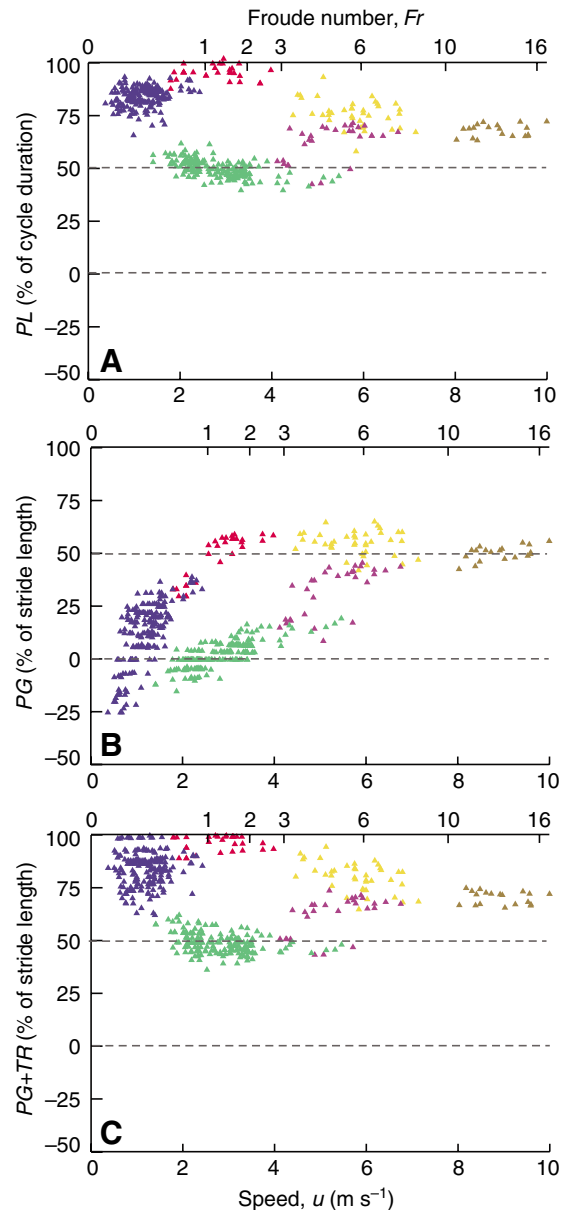 Froude number, Fr
0 1 2 3 6 10 16
100
75
50
25
0
–25
–50
PL (% of cycle duration)
A
0 2 4 6 8 10
0 1 2 3 6 10 16
100
75
50
25
0
–25
–50
PG (% of stride length)
B
0 2 4 6 8 10
0 1 2 3 6 10 16
100
75
50
25
0
–25
–50
PG+TR (% of stride length)
C
0 2 4 6 8 10
Speed, u (m s⁻¹)